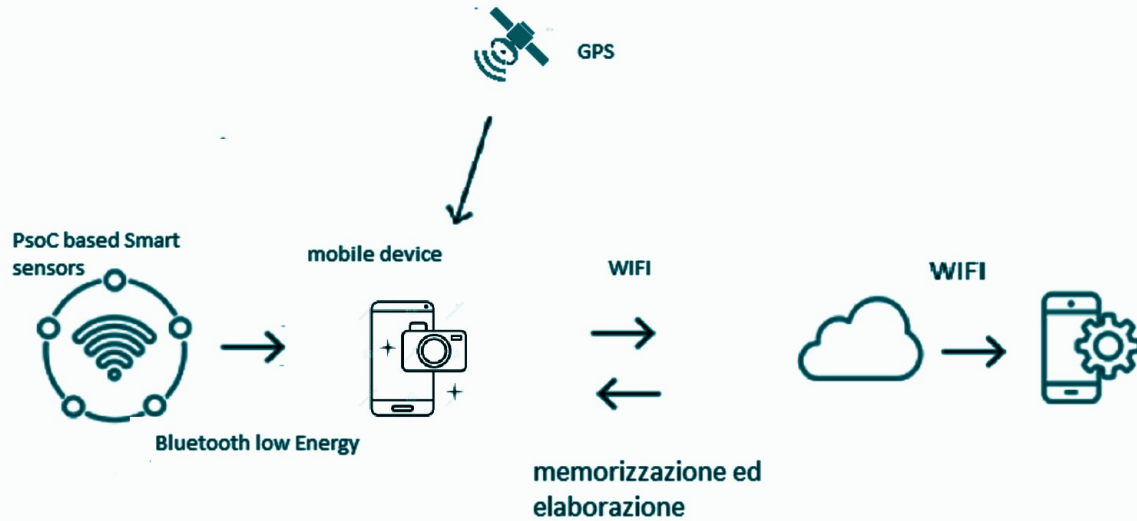 GPS
PsoC based Smart
sensors
mobile device
WIFI
WIFI
Bluetooth low Energy
memorizzazione ed
elaborazione